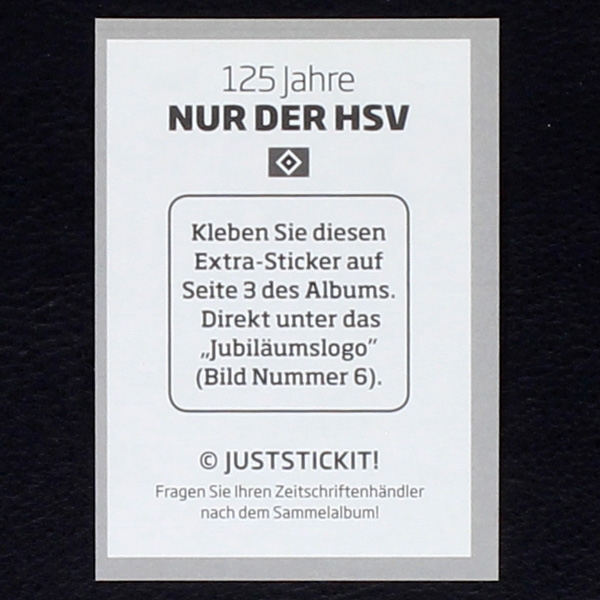 125 Jahre
NUR DER HSV
Kleben Sie diesen
Extra-Sticker auf
Seite 3 des Albums.
Direkt unter das
„Jubiläumslogo“
(Bild Nummer 6).
© JUSTSTICKIT!
Fragen Sie Ihren Zeitschriftenhändler
nach dem Sammelalbum!